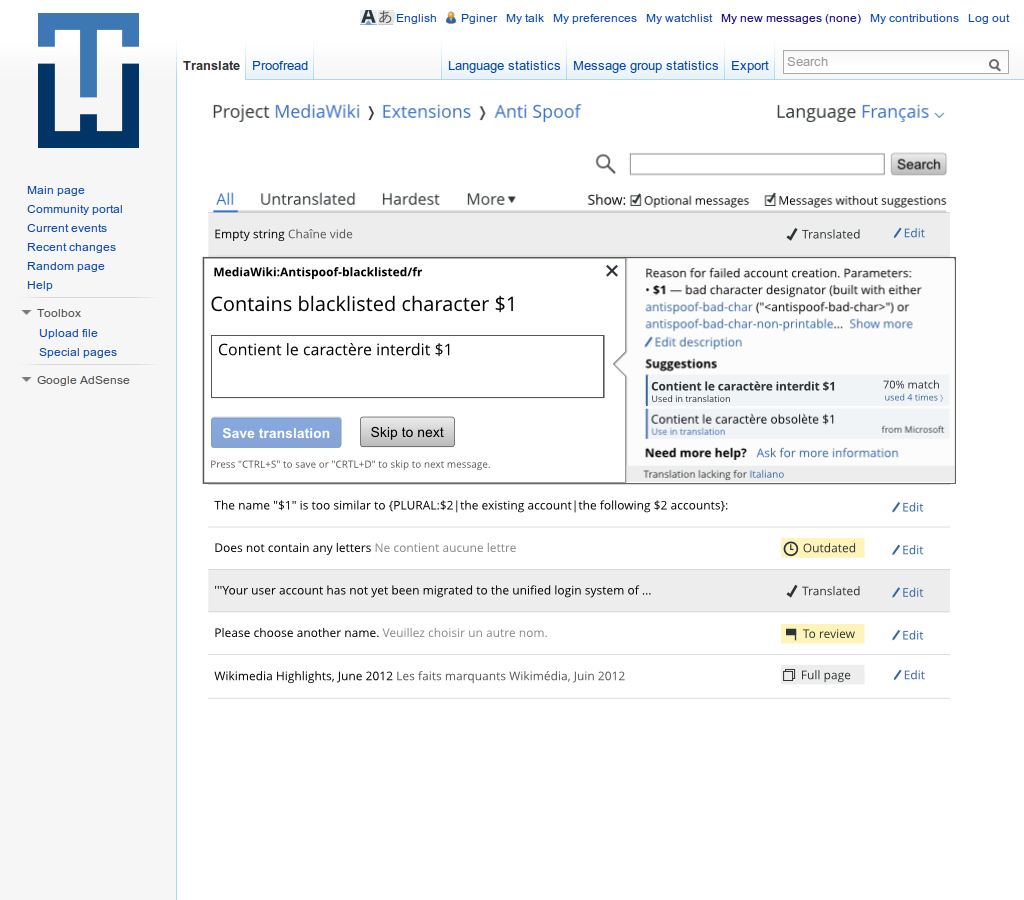 Aあ English Pginer My talk My preferences My watchlist My new messages (none) My contributions Log out
Translate Proofread Language statistics Message group statistics Export Search
Project MediaWiki ❭ Extensions ❭ Anti Spoof Language Français
Search
All Untranslated Hardest More ▾ Show: Optional messages Messages without suggestions
Main page
Community portal
Current events
Recent changes
Random page
Help
Toolbox
Upload file
Special pages
Google AdSense
Empty string Chaîne vide Translated Edit
MediaWiki:Antispoof-blacklisted/fr
Contains blacklisted character $1
Contient le caractère interdit $1
Save translation Skip to next
Press "CTRL+S" to save or "CRTL+D" to skip to next message.
Reason for failed account creation. Parameters:
• $1 — bad character designator (built with either
antispoof-bad-char ("<antispoof-bad-char>") or
antispoof-bad-char-non-printable... Show more
Edit description
Suggestions
Contient le caractère interdit $1 70% match
Used in translation used 4 times 〉
Contient le caractère obsolète $1
Use in translation from Microsoft
Need more help? Ask for more information
Translation lacking for Italiano
The name "$1" is too similar to {PLURAL:$2|the existing account|the following $2 accounts}: Edit
Does not contain any letters Ne contient aucune lettre Outdated Edit
'''Your user account has not yet been migrated to the unified login system of ... Translated Edit
Please choose another name. Veuillez choisir un autre nom. To review Edit
Wikimedia Highlights, June 2012 Les faits marquants Wikimédia, Juin 2012 Full page Edit